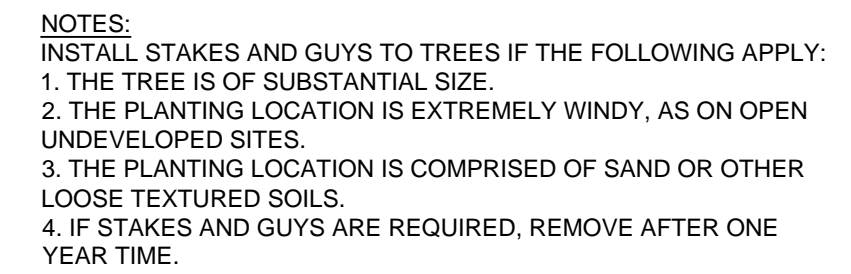 NOTES:
INSTALL STAKES AND GUYS TO TREES IF THE FOLLOWING APPLY:
1. THE TREE IS OF SUBSTANTIAL SIZE.
2. THE PLANTING LOCATION IS EXTREMELY WINDY, AS ON OPEN
UNDEVELOPED SITES.
3. THE PLANTING LOCATION IS COMPRISED OF SAND OR OTHER
LOOSE TEXTURED SOILS.
4. IF STAKES AND GUYS ARE REQUIRED, REMOVE AFTER ONE
YEAR TIME.